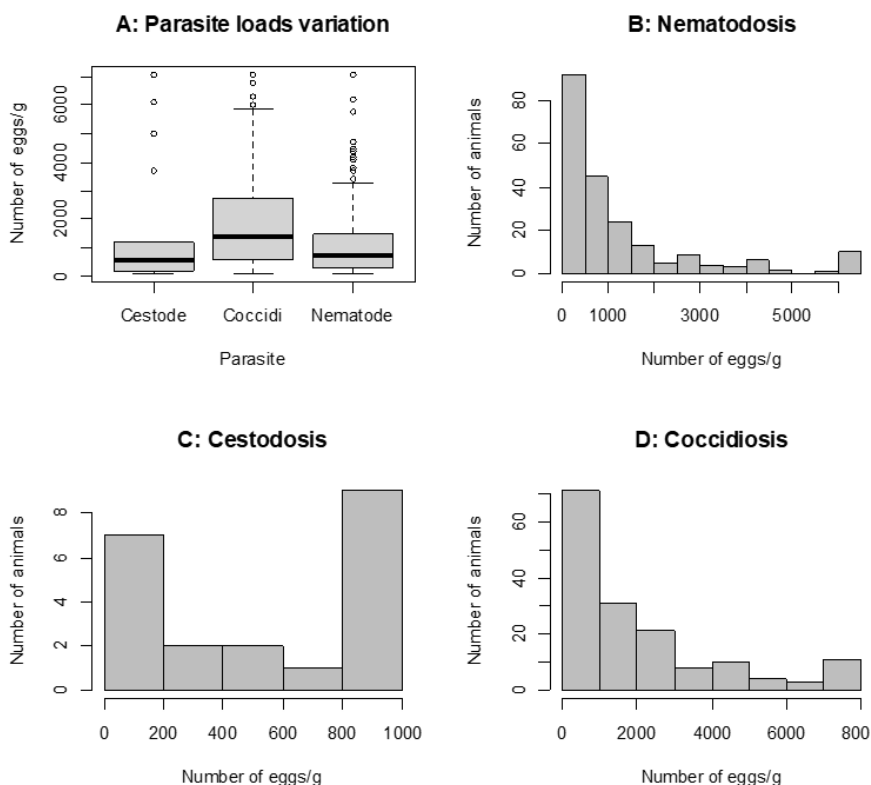 A: Parasite loads variation
Number of eggs/g
0 2000 4000 6000
Cestode Coccidi Nematode
Parasite
B: Nematodosis
Number of animals
0 20 40 60 80
0 1000 3000 5000
Number of eggs/g
C: Cestodosis
Number of animals
0 2 4 6 8
0 200 400 600 800 1000
Number of eggs/g
D: Coccidiosis
Number of animals
0 20 40 60
0 2000 4000 6000 800
Number of eggs/g